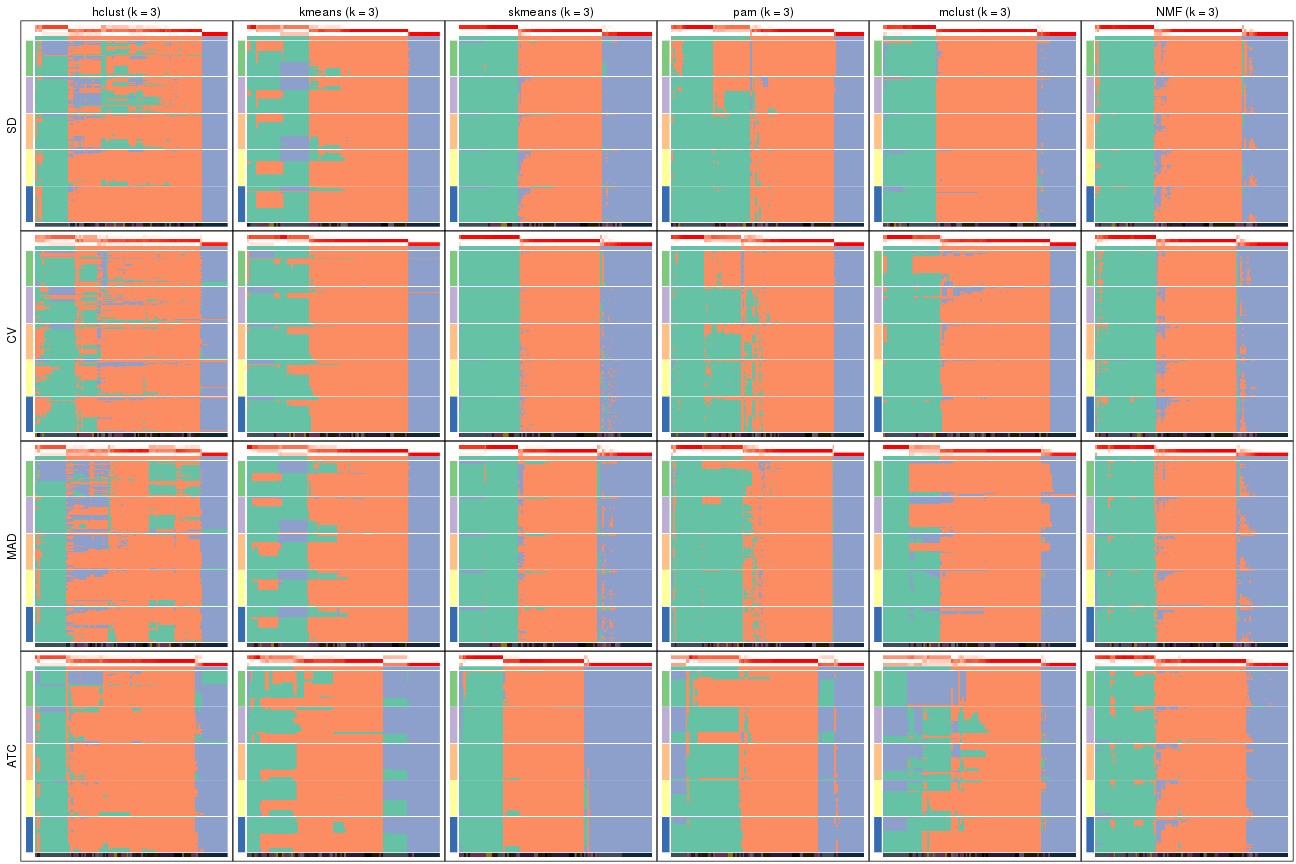 hclust (k = 3) kmeans (k = 3) skmeans (k = 3) pam (k = 3) mclust (k = 3) NMF (k = 3)
SD
CV
MAD
ATC